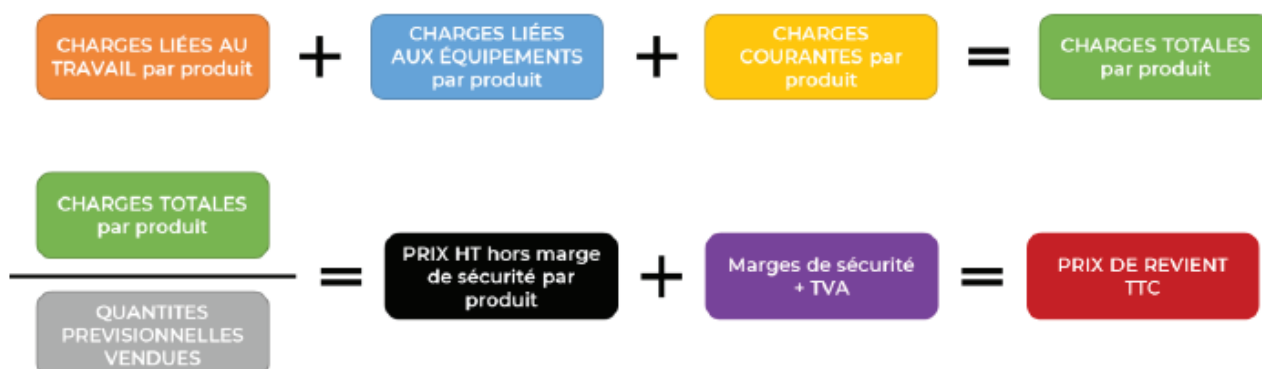 CHARGES LIÉES AU
TRAVAIL par produit
+
CHARGES LIÉES
AUX ÉQUIPEMENTS
par produit
+
CHARGES
COURANTES par
produit
=
CHARGES TOTALES
par produit
CHARGES TOTALES
par produit
QUANTITES
PREVISIONNELLES
VENDUES
=
PRIX HT hors marge
de sécurité par
produit
+
Marges de sécurité
+ TVA
=
PRIX DE REVIENT
TTC